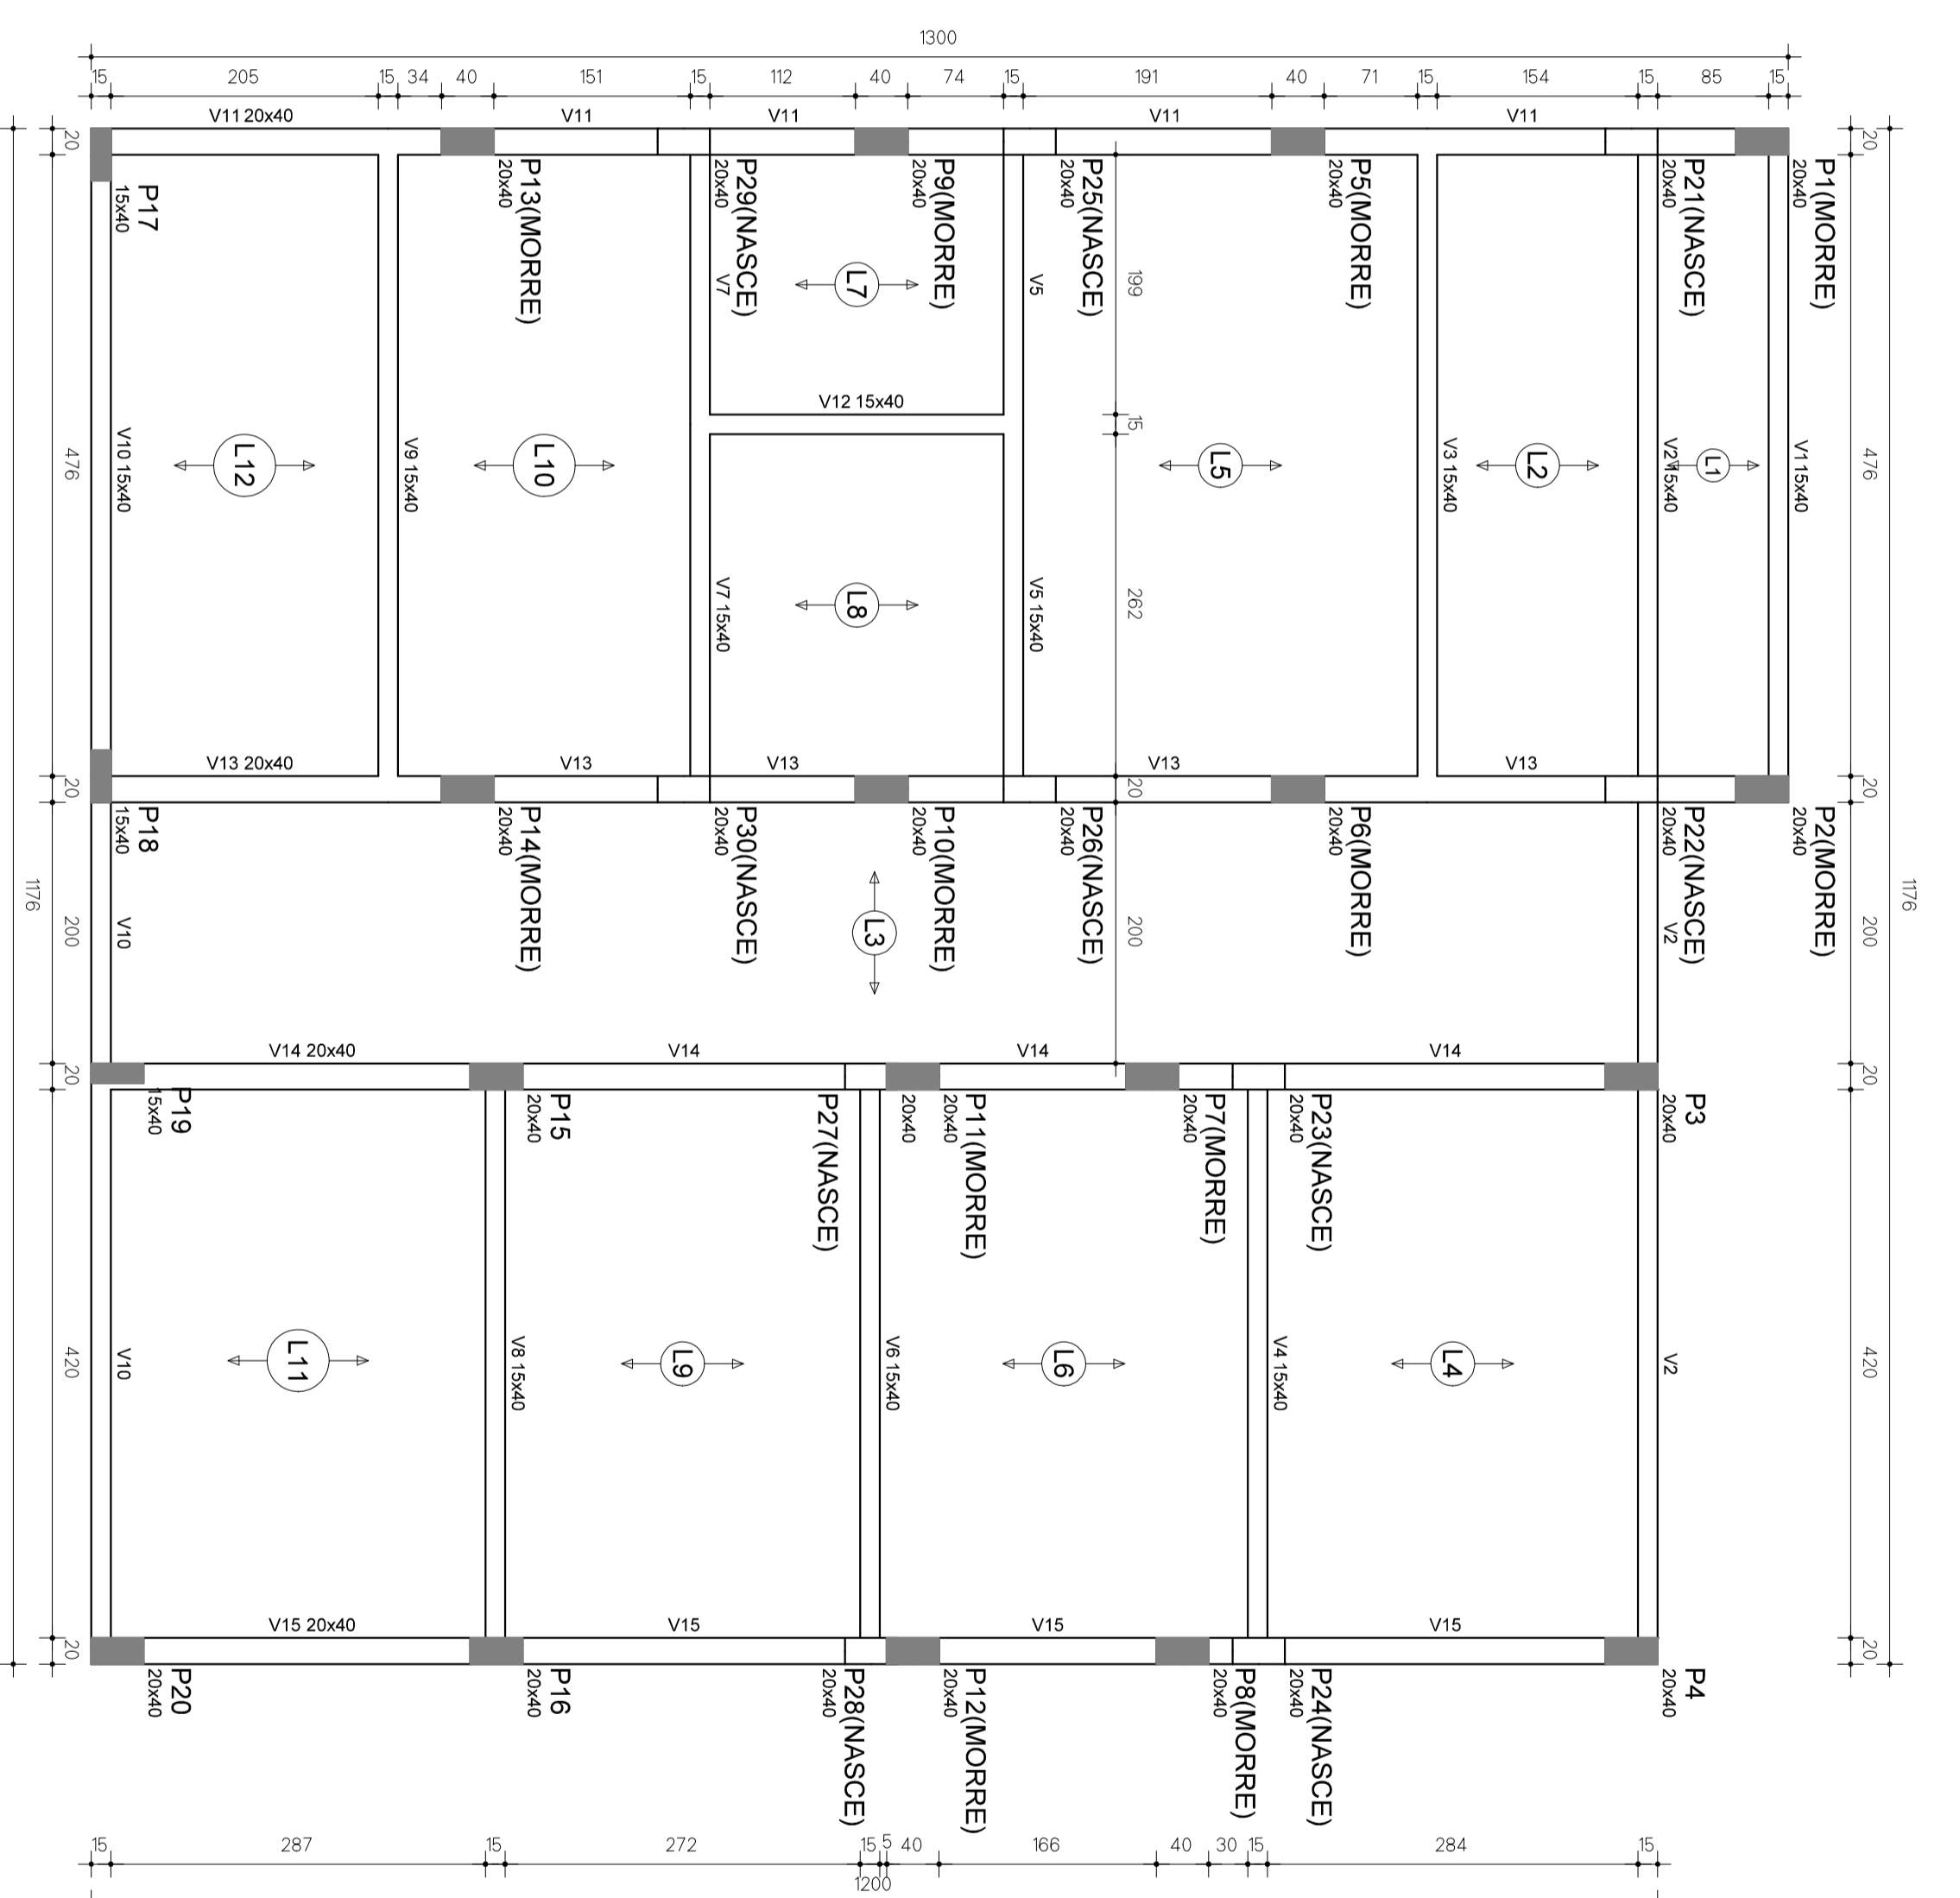 1300
15 205 15 34 40 151 15 112 40 74 15 191 40 71 15 154 15 85 15
V11 20x40 V11 V11 V11 V11
20 20
P17
15x40
P13(MORRE)
20x40
P29(NASCE)
20x40
P9(MORRE)
20x40
P25(NASCE)
20x40
P5(MORRE)
20x40
P21(NASCE)
20x40
P1(MORRE)
20x40
V7
L7
V5
199
V12 15x40
15
476
V10 15x40
L12
V9 15x40
L10
L5
V3 15x40
L2
V2 15x40
L1
V1 15x40
476
V7 15x40
L8
V5 15x40
262
V13 20x40 V13 V13 V13 V13
20 20 20
P18
15x40
P14(MORRE)
20x40
P30(NASCE)
20x40
P10(MORRE)
20x40
P26(NASCE)
20x40
P6(MORRE)
20x40
P22(NASCE)
20x40
P2(MORRE)
20x40
1176
200
V10
L3
200
V2
200
1176
V14 20x40 V14 V14 V14
20 20
P19
15x40
P15
20x40
P27(NASCE)
20x40
P11(MORRE)
20x40
P7(MORRE)
20x40
P23(NASCE)
20x40
P3
20x40
420
V10
L11
V8 15x40
L9
V6 15x40
L6
V4 15x40
L4
V2
420
V15 20x40 V15 V15 V15
20 20
P20
20x40
P16
20x40
P28(NASCE)
20x40
P12(MORRE)
20x40
P8(MORRE)
20x40
P24(NASCE)
20x40
P4
20x40
15 287 15 272 15 5 40 166 40 30 15 284 15
1200